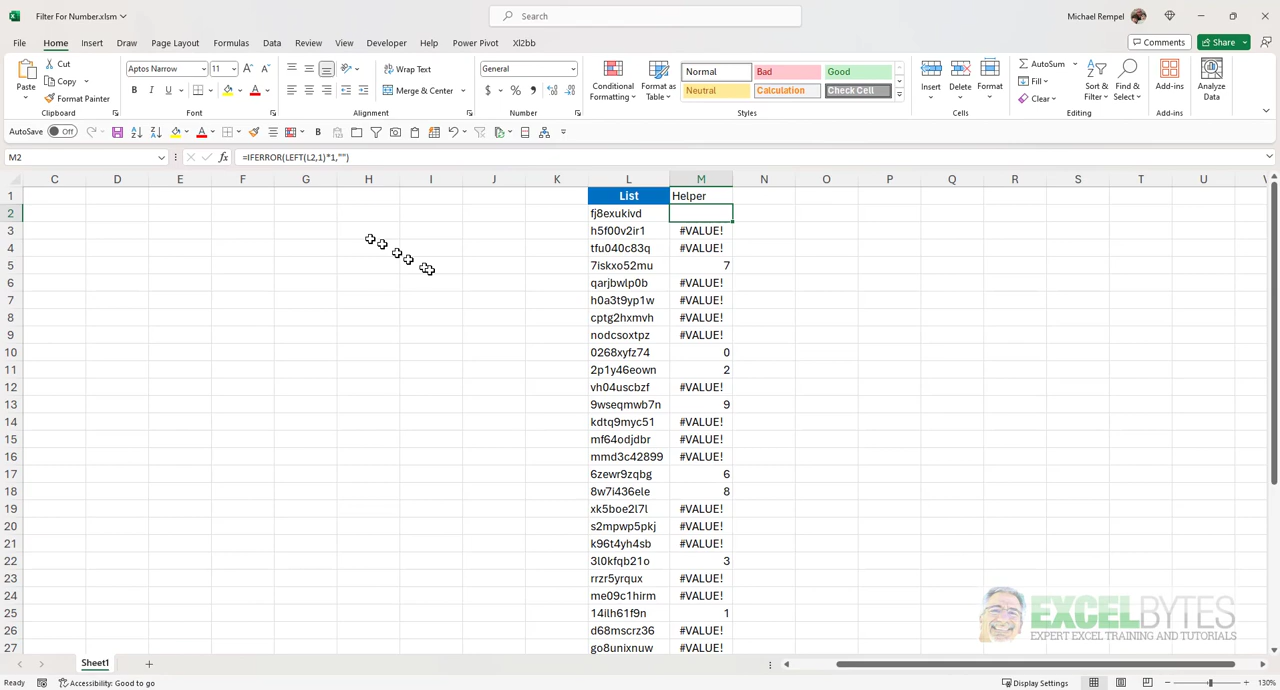 Filter For Number.xlsm
Search
Michael Rempel
File Home Insert Draw Page Layout Formulas Data Review View Developer Help Power Pivot Xl2bb
Comments Share
Paste
Cut
Copy
Format Painter
Clipboard
Aptos Narrow 11
B I U
Font
Wrap Text
Merge & Center
Alignment
General
$ % ,
Number
Conditional Formatting
Format as Table
Normal Bad Good
Neutral Calculation Check Cell
Styles
Insert Delete Format
Cells
AutoSum
Fill
Clear
Sort & Filter
Find & Select
Editing
Add-ins
Add-ins
Analyze Data
AutoSave Off
M2 fx =IFERROR(LEFT(L2,1)*1,"")
C D E F G H I J K L M N O P Q R S T U
1 List Helper
2 fj8exukivd
3 h5f00v2ir1 #VALUE!
4 tfu040c83q #VALUE!
5 7iskxo52mu 7
6 qarjbwlp0b #VALUE!
7 h0a3t9yp1w #VALUE!
8 cptg2hxmvh #VALUE!
9 nodcsoxtpz #VALUE!
10 0268xyfz74 0
11 2p1y46eown 2
12 vh04uscbzf #VALUE!
13 9wseqmwb7n 9
14 kdtq9myc51 #VALUE!
15 mf64odjdbr #VALUE!
16 mmd3c42899 #VALUE!
17 6zewr9zqbg 6
18 8w7i436ele 8
19 xk5boe2l7l #VALUE!
20 s2mpwp5pkj #VALUE!
21 k96t4yh4sb #VALUE!
22 3l0kfqb21o 3
23 rrzr5yrqux #VALUE!
24 me09c1hirm #VALUE!
25 14ilh61f9n 1
26 d68mscrz36 #VALUE!
27 go8unixnuw #VALUE!
EXCELBYTES
EXPERT EXCEL TRAINING AND TUTORIALS
Sheet1
Ready Accessibility: Good to go Display Settings 130%